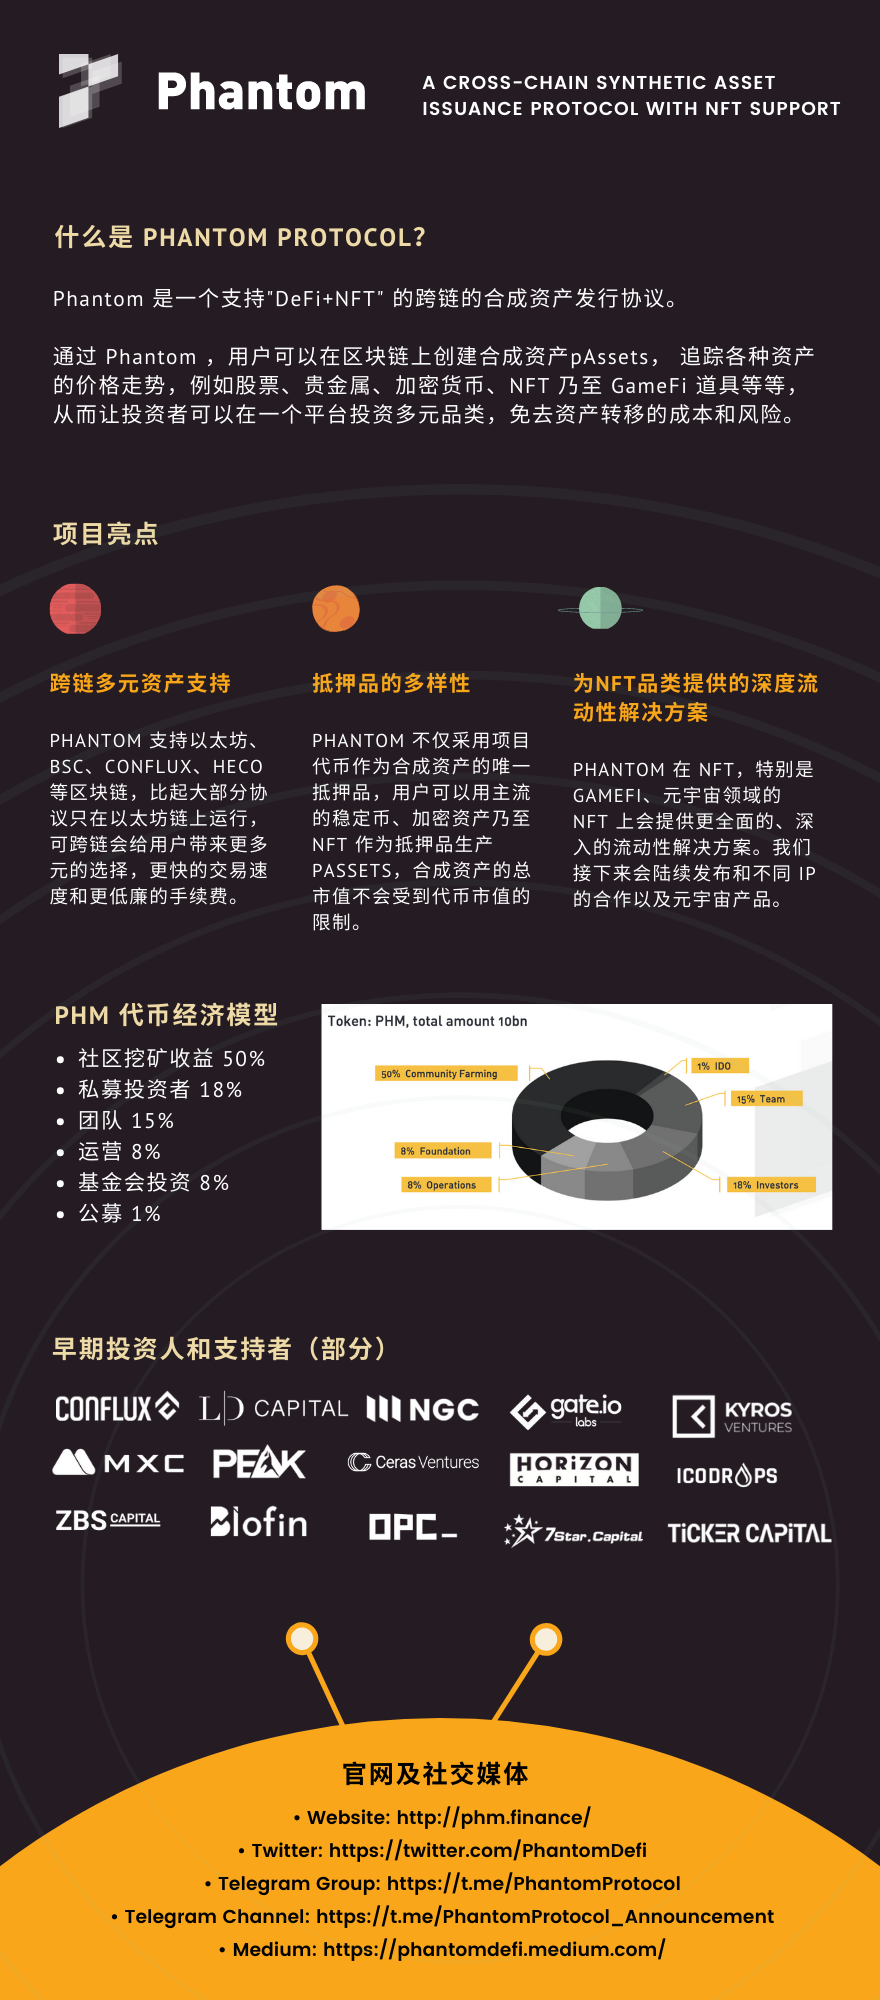 Phantom
A CROSS-CHAIN SYNTHETIC ASSET
ISSUANCE PROTOCOL WITH NFT SUPPORT
什么是 PHANTOM PROTOCOL?
Phantom 是一个支持"DeFi+NFT" 的跨链的合成资产发行协议。
通过 Phantom ，用户可以在区块链上创建合成资产pAssets， 追踪各种资产
的价格走势，例如股票、贵金属、加密货币、NFT 乃至 GameFi 道具等等，
从而让投资者可以在一个平台投资多元品类，免去资产转移的成本和风险。
项目亮点
跨链多元资产支持
PHANTOM 支持以太坊、
BSC、CONFLUX、HECO
等区块链，比起大部分协
议只在以太坊链上运行，
可跨链会给用户带来更多
元的选择，更快的交易速
度和更低廉的手续费。
抵押品的多样性
PHANTOM 不仅采用项目
代币作为合成资产的唯一
抵押品，用户可以用主流
的稳定币、加密资产乃至
NFT 作为抵押品生产
PASSETS，合成资产的总
市值不会受到代币市值的
限制。
为NFT品类提供的深度流
动性解决方案
PHANTOM 在 NFT，特别是
GAMEFI、元宇宙领域的
NFT 上会提供更全面的、深
入的流动性解决方案。我们
接下来会陆续发布和不同 IP
的合作以及元宇宙产品。
PHM 代币经济模型
• 社区挖矿收益 50%
• 私募投资者 18%
• 团队 15%
• 运营 8%
• 基金会投资 8%
• 公募 1%
Token: PHM, total amount 10bn
50% Community Farming
1% IDO
15% Team
8% Foundation
8% Operations
18% Investors
早期投资人和支持者（部分）
CONFLUX
LD CAPITAL
NGC
gate.io
labs
KYROS
VENTURES
MXC
PEAK
Ceras Ventures
HORiZON
CAPITAL
ICODROPS
ZBS CAPITAL
Blofin
OPC_
7Star.Capital
TiCKER CAPiTAL
官网及社交媒体
• Website: http://phm.finance/
• Twitter: https://twitter.com/PhantomDefi
• Telegram Group: https://t.me/PhantomProtocol
• Telegram Channel: https://t.me/PhantomProtocol_Announcement
• Medium: https://phantomdefi.medium.com/